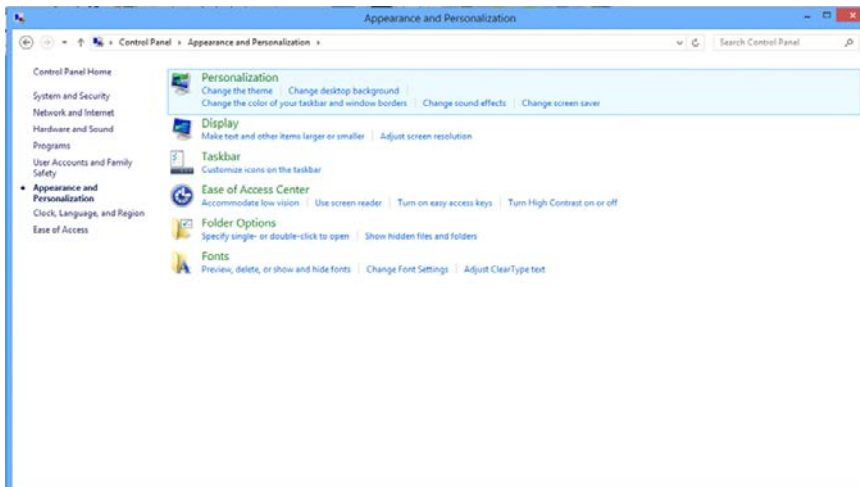 Appearance and Personalization
Control Panel Appearance and Personalization
Search Control Panel
Control Panel Home
System and Security
Network and Internet
Hardware and Sound
Programs
User Accounts and Family
Safety
Appearance and
Personalization
Clock, Language, and Region
Ease of Access
Personalization
Change the theme Change desktop background
Change the color of your taskbar and window borders Change sound effects Change screen saver
Display
Make text and other items larger or smaller Adjust screen resolution
Taskbar
Customize icons on the taskbar
Ease of Access Center
Accommodate low vision Use screen reader Turn on easy access keys Turn High Contrast on or off
Folder Options
Specify single- or double-click to open Show hidden files and folders
Fonts
Preview, delete, or show and hide fonts Change Font Settings Adjust ClearType text